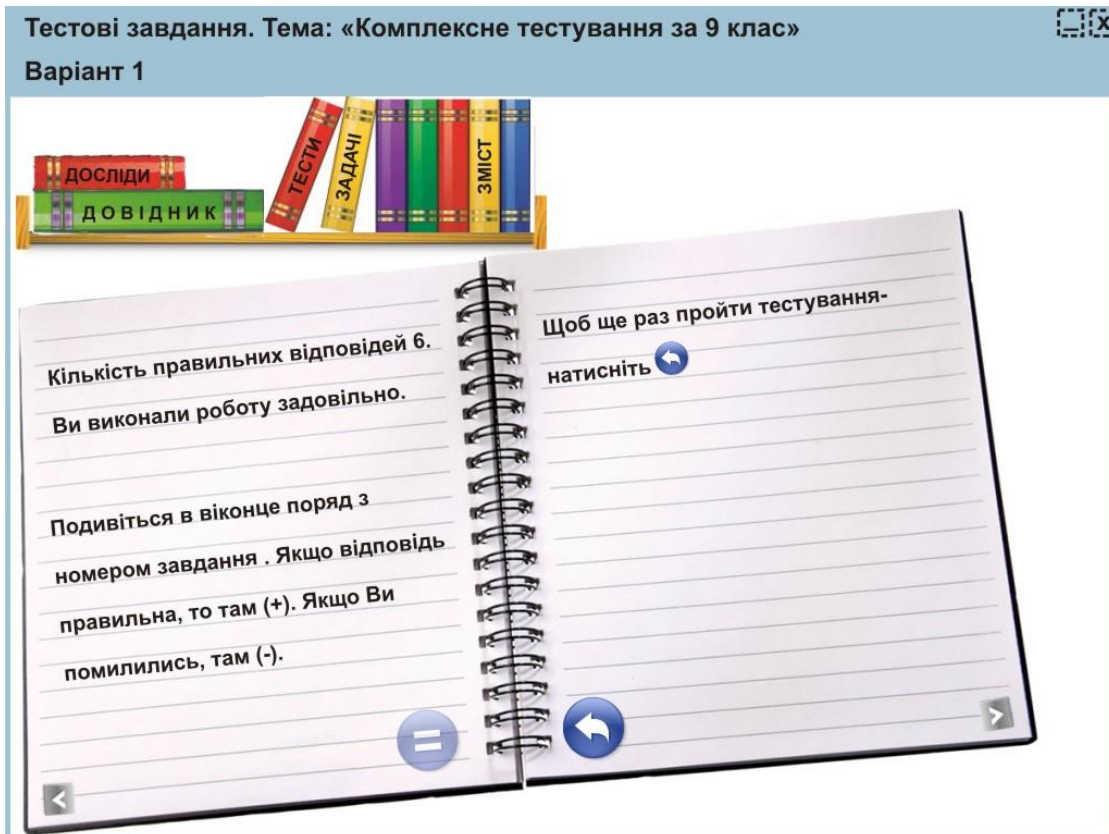 Тестові завдання. Тема: «Комплексне тестування за 9 клас»
Варіант 1
ДОСЛІДИ
ДОВІДНИК
ТЕСТИ
ЗАДАЧІ
ЗМІСТ
Кількість правильних відповідей 6.
Ви виконали роботу задовільно.
Подивіться в віконце поряд з
номером завдання . Якщо відповідь
правильна, то там (+). Якщо Ви
помилились, там (-).
Щоб ще раз пройти тестування-
натисніть